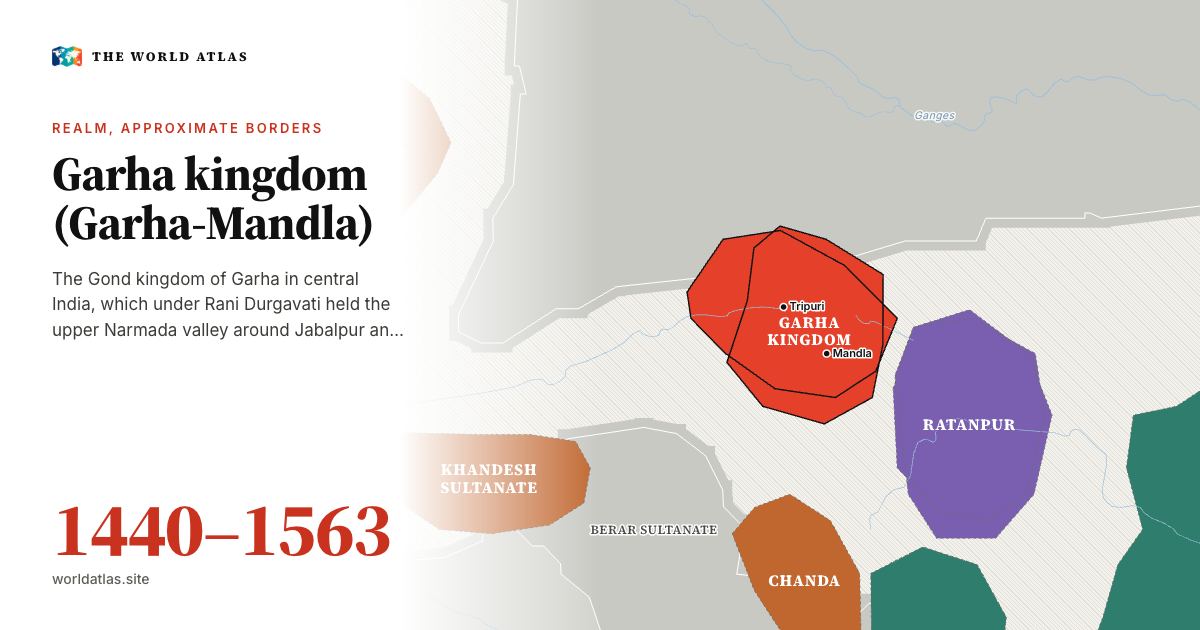 THE WORLD ATLAS
REALM, APPROXIMATE BORDERS
Garha kingdom
(Garha-Mandla)
The Gond kingdom of Garha in central
India, which under Rani Durgavati held the
upper Narmada valley around Jabalpur an...
1440–1563
worldatlas.site
Ganges
Tripuri
GARHA
KINGDOM
Mandla
RATANPUR
KHANDESH
SULTANATE
BERAR SULTANATE
CHANDA